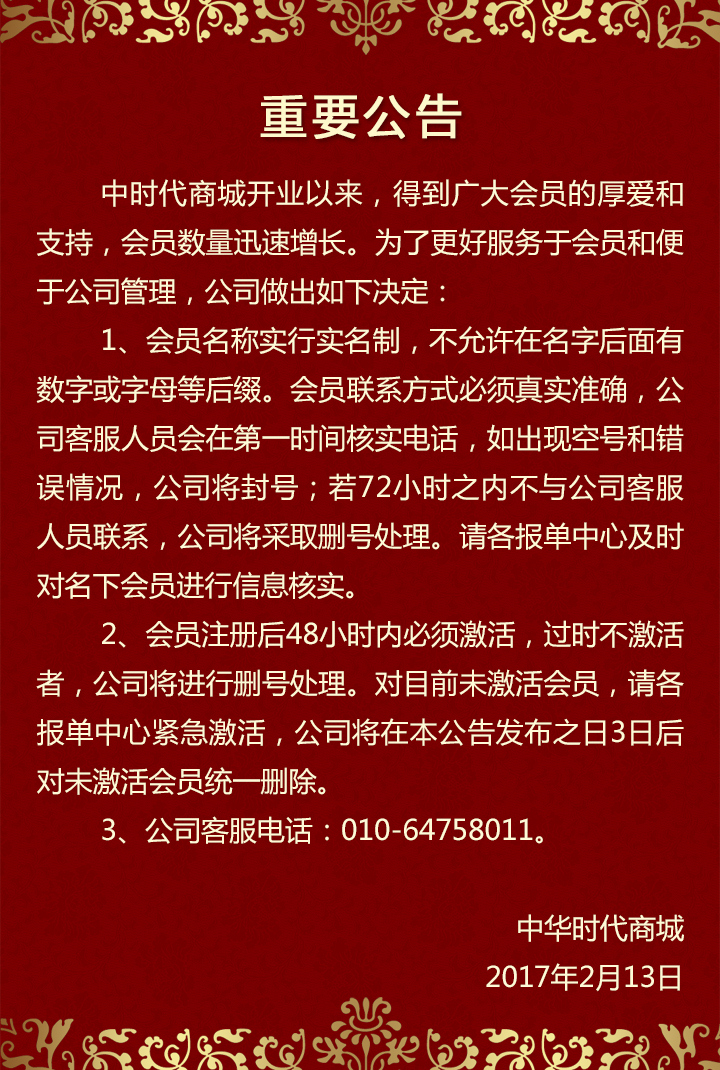 重要公告
中时代商城开业以来，得到广大会员的厚爱和
支持，会员数量迅速增长。为了更好服务于会员和便
于公司管理，公司做出如下决定：
1、会员名称实行实名制，不允许在名字后面有
数字或字母等后缀。会员联系方式必须真实准确，公
司客服人员会在第一时间核实电话，如出现空号和错
误情况，公司将封号；若72小时之内不与公司客服
人员联系，公司将采取删号处理。请各报单中心及时
对名下会员进行信息核实。
2、会员注册后48小时内必须激活，过时不激活
者，公司将进行删号处理。对目前未激活会员，请各
报单中心紧急激活，公司将在本公告发布之日3日后
对未激活会员统一删除。
3、公司客服电话：010-64758011。
中华时代商城
2017年2月13日